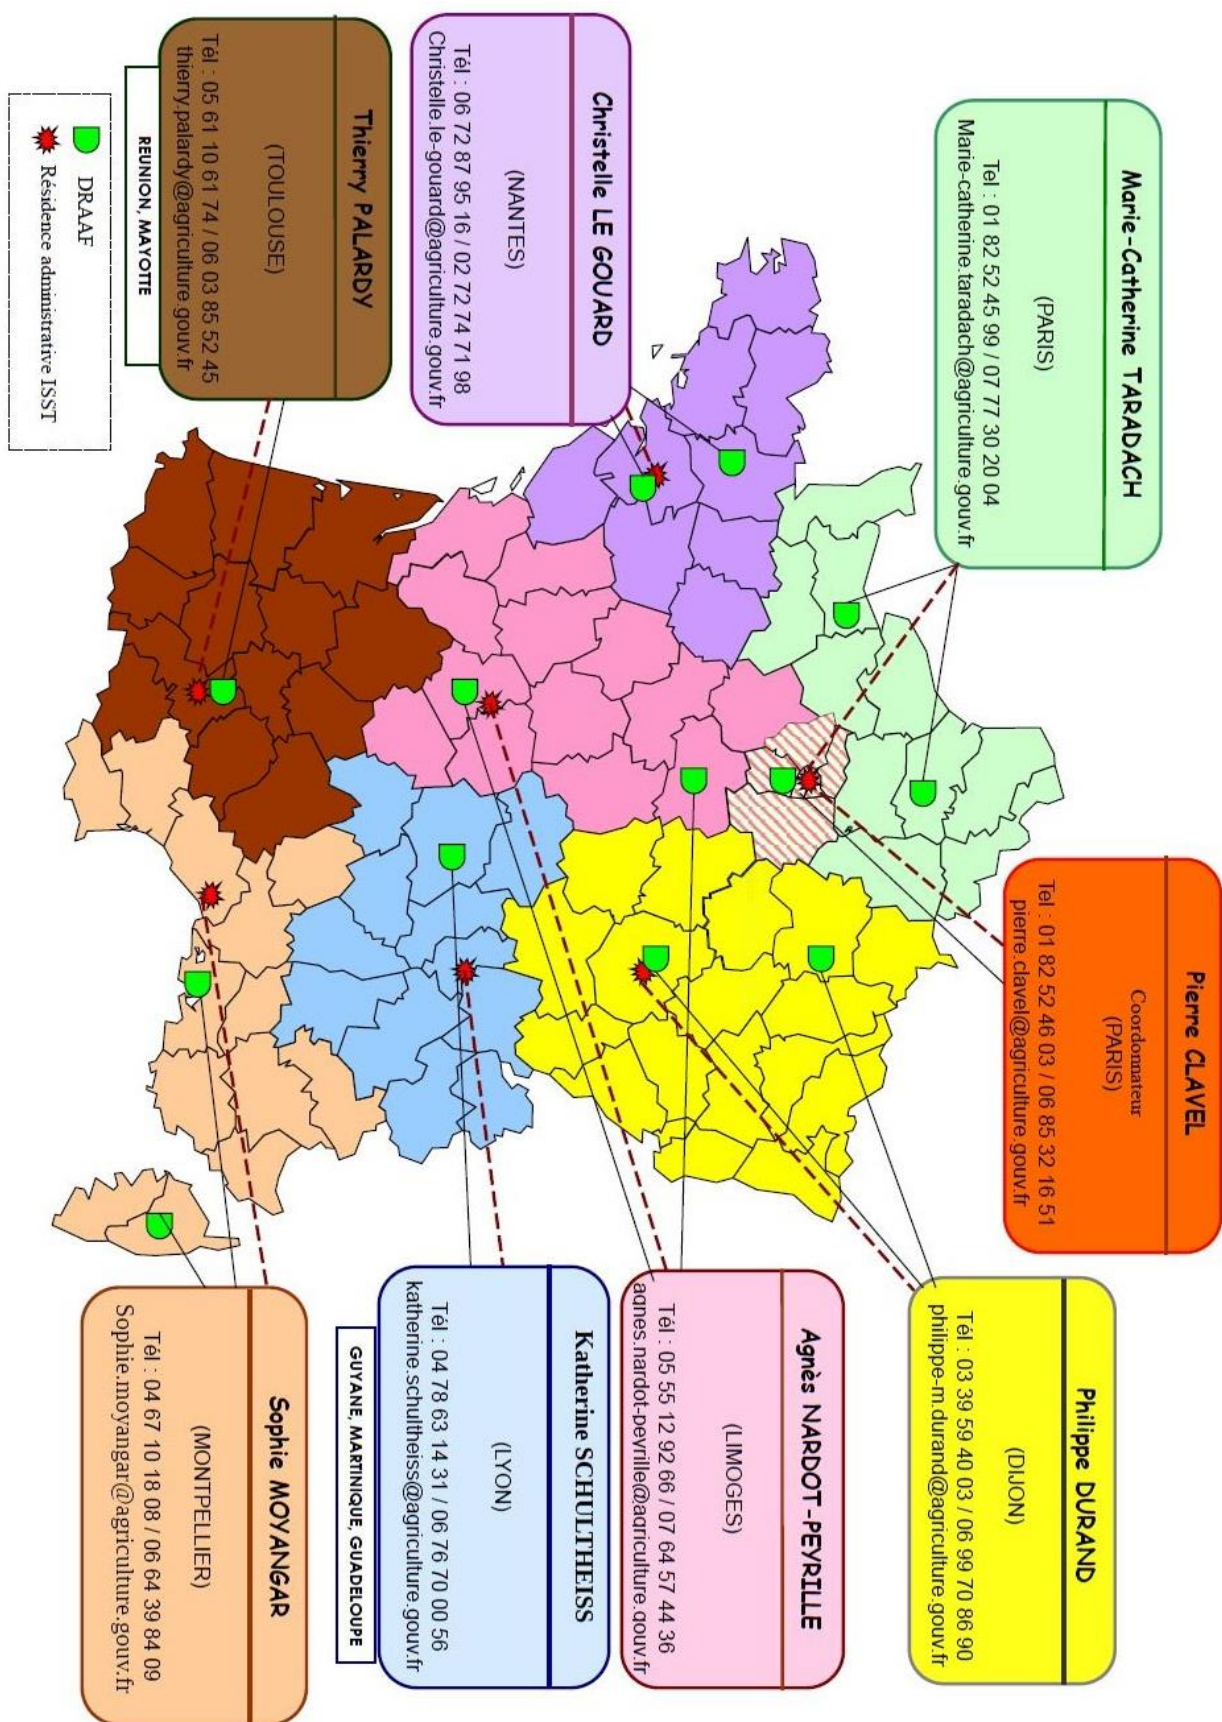 Marie-Catherine TARADACH
(PARIS)
Tel : 01 82 52 45 99 / 07 77 30 20 04
Marie-catherine.taradach@agriculture.gouv.fr
Pierre CLAVEL
Coordonnateur
(PARIS)
Tel : 01 82 52 46 03 / 06 85 32 16 51
pierre.clavel@agriculture.gouv.fr
Philippe DURAND
(DIJON)
Tél : 03 39 59 40 03 / 06 99 70 86 90
philippe-m.durand@agriculture.gouv.fr
Christelle LE GOUARD
(NANTES)
Tél : 06 72 87 95 16 / 02 72 74 71 98
Christelle.le-gouard@agriculture.gouv.fr
Agnès NARDOT-PEYRILLE
(LIMOGES)
Tél : 05 55 12 92 66 / 07 64 57 44 36
agnes.nardot-peyrille@agriculture.gouv.fr
Thierry PALARDY
(TOULOUSE)
Tél : 05 61 10 61 74 / 06 03 85 52 45
thierry.palardy@agriculture.gouv.fr
REUNION, MAYOTTE
Katherine SCHULTHEISS
(LYON)
Tél : 04 78 63 14 31 / 06 76 70 00 56
katherine.schultheiss@agriculture.gouv.fr
GUYANE, MARTINIQUE, GUADELOUPE
Sophie MOYANGAR
(MONTPELLIER)
Tél : 04 67 10 18 08 / 06 64 39 84 09
Sophie.moyangar@agriculture.gouv.fr
DRAAF
Résidence administrative ISST